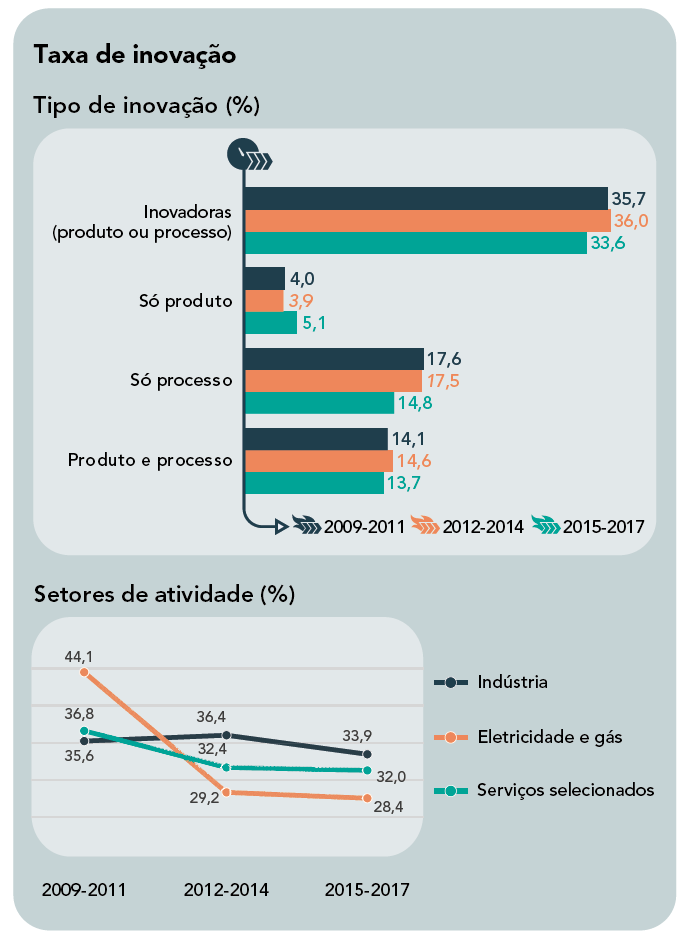 Taxa de inovação
Tipo de inovação (%)
Inovadoras
(produto ou processo)
35,7
36,0
33,6
Só produto
4,0
3,9
5,1
Só processo
17,6
17,5
14,8
Produto e processo
14,1
14,6
13,7
2009-2011 2012-2014 2015-2017
Setores de atividade (%)
44,1
36,8
35,6
36,4
32,4
29,2
33,9
32,0
28,4
Indústria
Eletricidade e gás
Serviços selecionados
2009-2011 2012-2014 2015-2017